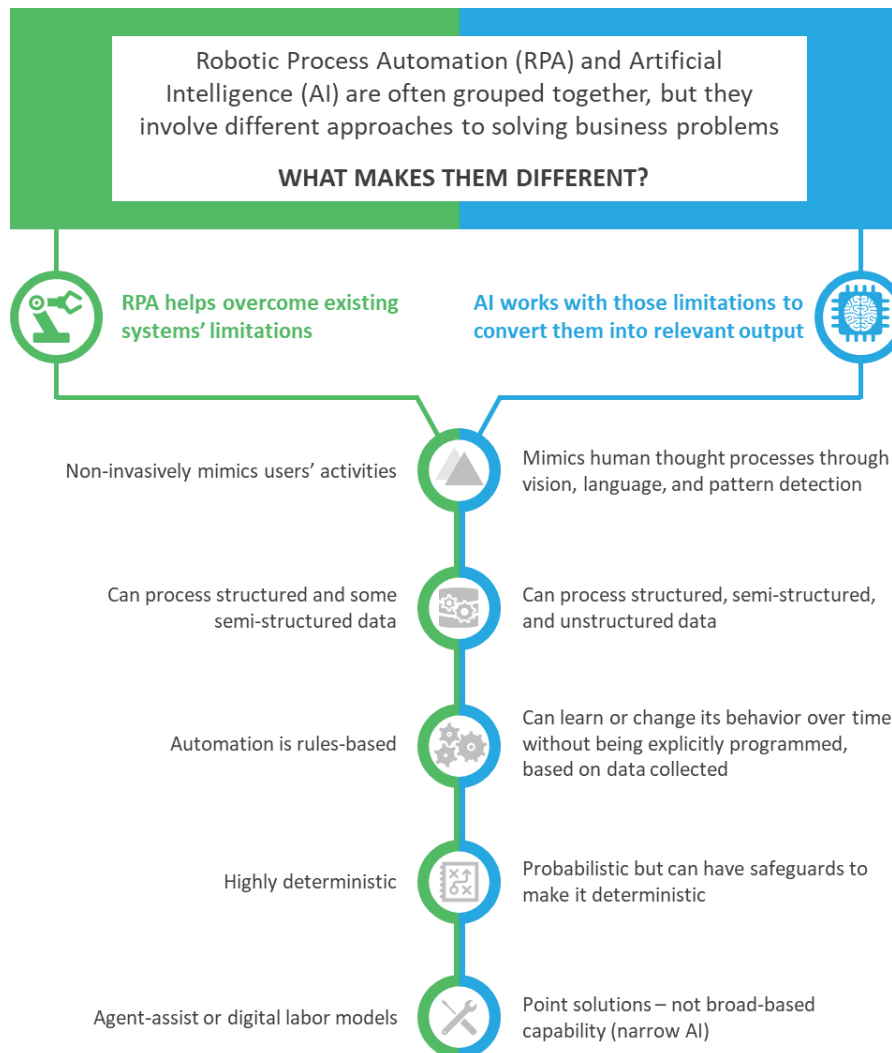 Robotic Process Automation (RPA) and Artificial
Intelligence (AI) are often grouped together, but they
involve different approaches to solving business problems
WHAT MAKES THEM DIFFERENT?
RPA helps overcome existing
systems’ limitations
AI works with those limitations to
convert them into relevant output
Non-invasively mimics users’ activities
Mimics human thought processes through
vision, language, and pattern detection
Can process structured and some
semi-structured data
Can process structured, semi-structured,
and unstructured data
Automation is rules-based
Can learn or change its behavior over time
without being explicitly programmed,
based on data collected
Highly deterministic
Probabilistic but can have safeguards to
make it deterministic
Agent-assist or digital labor models
Point solutions – not broad-based
capability (narrow AI)